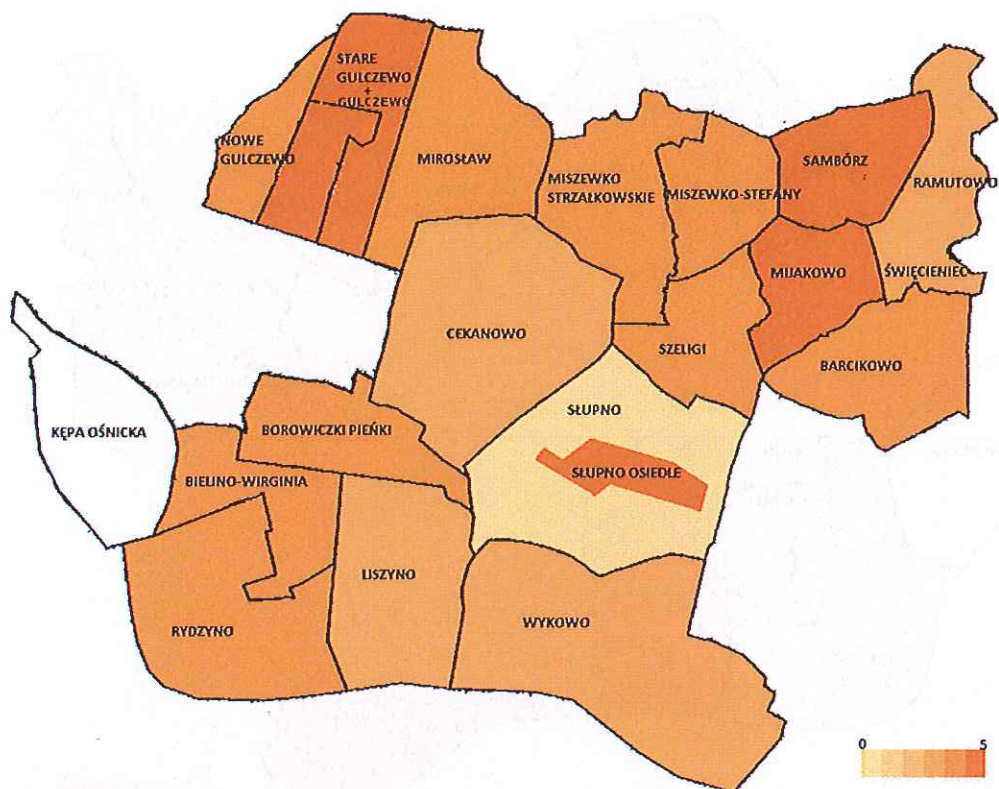 STARE
GULCZEWO
+
GULCZEWO
NOWE
GULCZEWO
MIROSŁAW
MISZEWKO
STRZAŁKOWSKIE
MISZEWKO-STEFANY
SAMBÓRZ
RAMUTOWO
MIJAKOWO
ŚWIĘCIENIEC
CEKANOWO
SZELIGI
BARCIKOWO
SŁUPNO
KĘPA OŚNICKA
BOROWICZKI PIEŃKI
SŁUPNO OSIEDLE
BIELINO-WIRGINIA
LISZYNO
WYKOWO
RYDZYNO
0 5